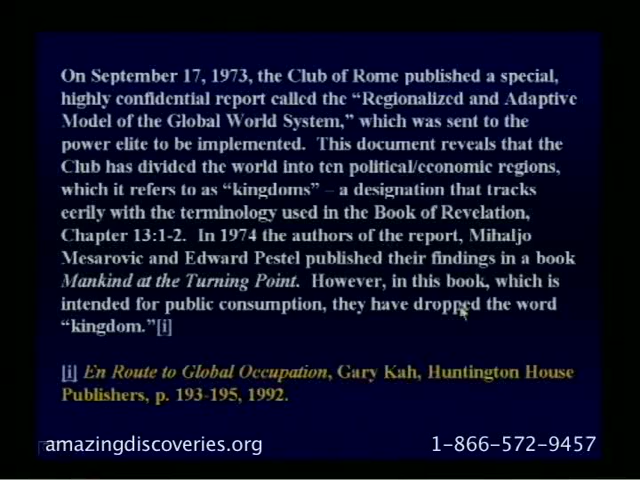 On September 17, 1973, the Club of Rome published a special,
highly confidential report called the “Regionalized and Adaptive
Model of the Global World System,” which was sent to the
power elite to be implemented. This document reveals that the
Club has divided the world into ten political/economic regions,
which it refers to as “kingdoms” – a designation that tracks
eerily with the terminology used in the Book of Revelation,
Chapter 13:1-2. In 1974 the authors of the report, Mihaljo
Mesarovic and Edward Pestel published their findings in a book
Mankind at the Turning Point. However, in this book, which is
intended for public consumption, they have dropped the word
“kingdom.”[i]
[i] En Route to Global Occupation, Gary Kah, Huntington House
Publishers, p. 193-195, 1992.
amazingdiscoveries.org 1-866-572-9457